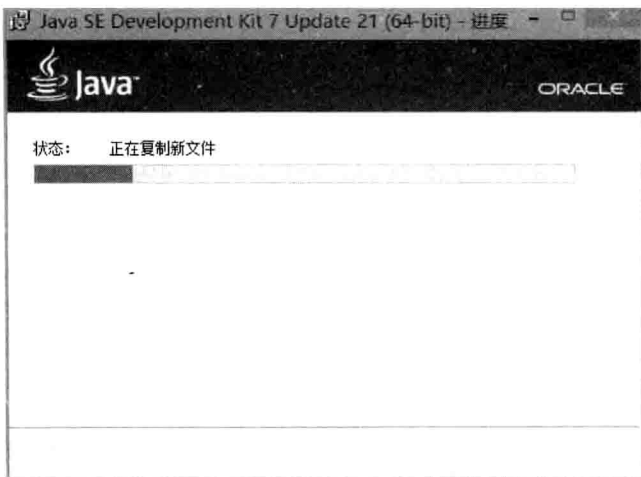 Java SE Development Kit 7 Update 21 (64-bit) - 进度
Java
ORACLE
状态： 正在复制新文件